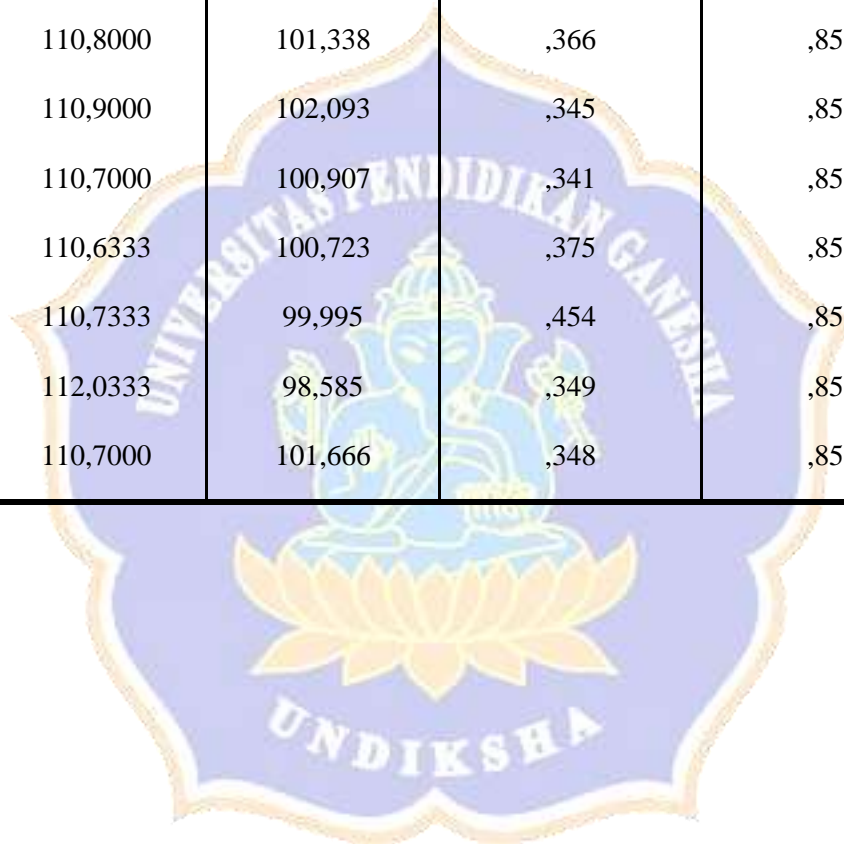 110,8000 101,338 ,366 ,85
110,9000 102,093 ,345 ,85
110,7000 100,907 ,341 ,85
110,6333 100,723 ,375 ,85
110,7333 99,995 ,454 ,85
112,0333 98,585 ,349 ,85
110,7000 101,666 ,348 ,85
UNIVERSITAS PENDIDIKAN GANESHA
UNDIKSHA